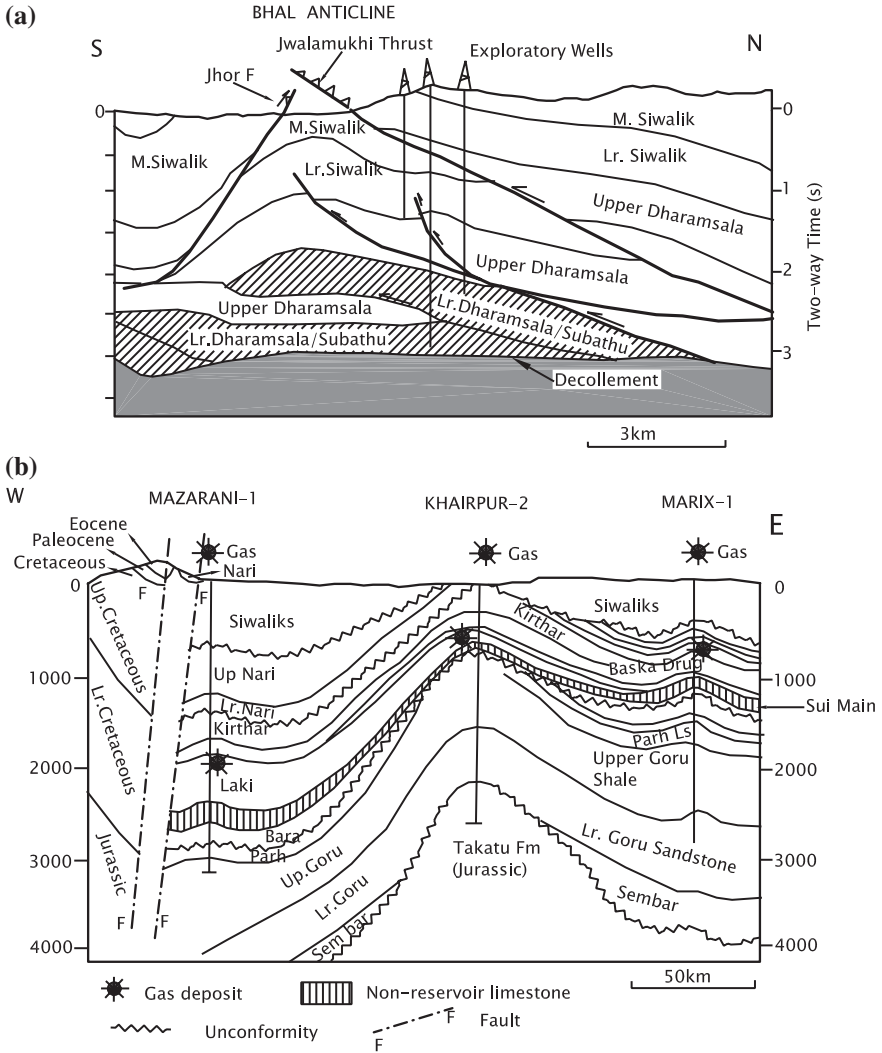 (a)
BHAL ANTICLINE
S
N
Jwalamukhi Thrust
Exploratory Wells
Jhor F
0
0
M. Siwalik
M.Siwalik
M.Siwalik
Lr. Siwalik
Lr.Siwalik
1
Upper Dharamsala
Two-way Time (s)
Upper Dharamsala
2
Upper Dharamsala
Lr.Dharamsala/Subathu
Lr.Dharamsala/Subathu
3
Decollement
3km
(b)
W
MAZARANI-1
KHAIRPUR-2
MARIX-1
E
Eocene
Paleocene
Cretaceous
Gas
Gas
Gas
Nari
F
F
0
0
Up.Cretaceous
Siwaliks
Siwaliks
Kirthar
Up Nari
Baska Drug
1000
1000
Lr.Nari
Sui Main
Kirthar
Parh Ls
Lr.Cretaceous
2000
2000
Laki
Upper Goru
Shale
Bara
Parh
Takatu Fm
(Jurassic)
Lr. Goru Sandstone
3000
3000
Jurassic
Up.Goru
Lr.Goru
Sembar
Sem bar
F
F
4000
4000
50km
Gas deposit
Non-reservoir limestone
Unconformity
F
F
Fault